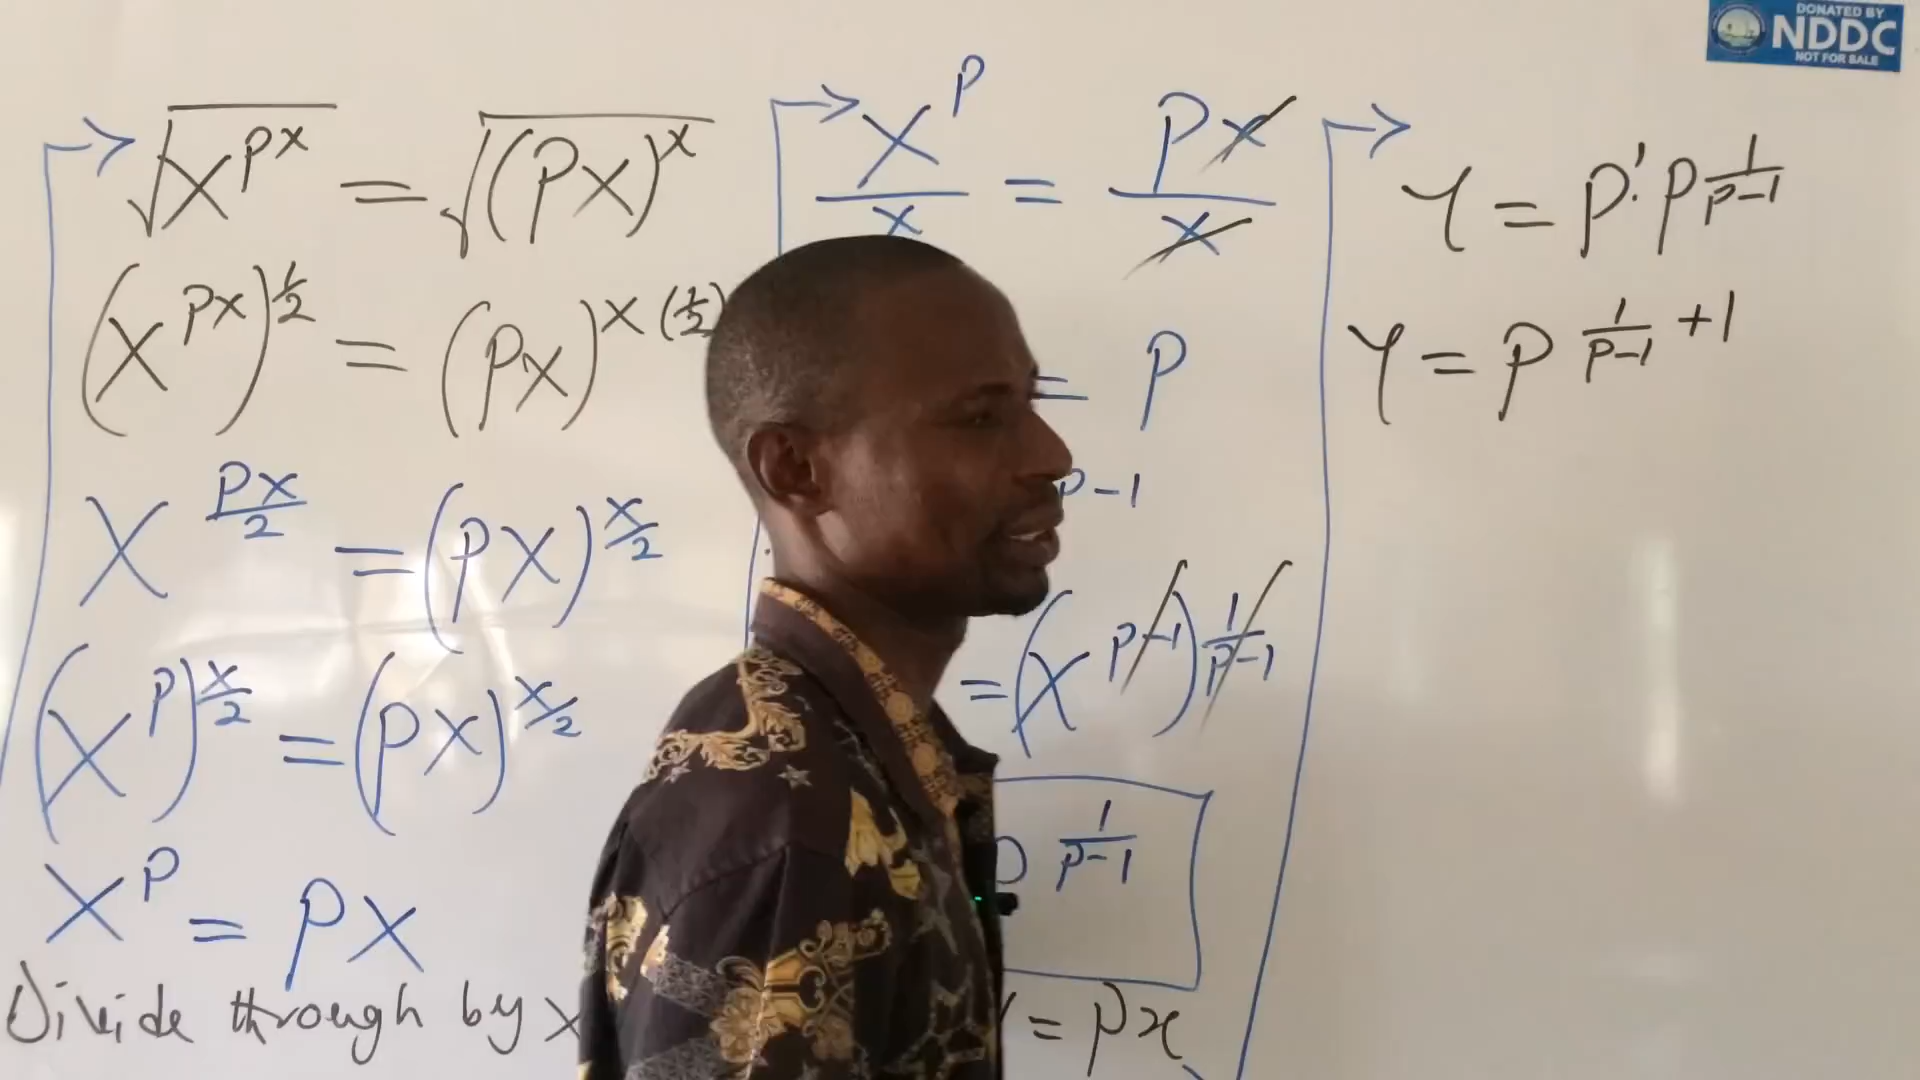 √x^(px) = √(px)^x
(x^(px))^(1/2) = (px)^(x(1/2))
x^(px/2) = (px)^(x/2)
(x^p)^(x/2) = (px)^(x/2)
x^p = px
Divide through by x
x^p/x = px/x
= p
p-1
= (x^(p-1))^(1/(p-1))
p^(1/(p-1))
= px
Y = p^1 . p^(1/(p-1))
Y = p^(1/(p-1) + 1)
DONATED BY
NDDC
NOT FOR SALE